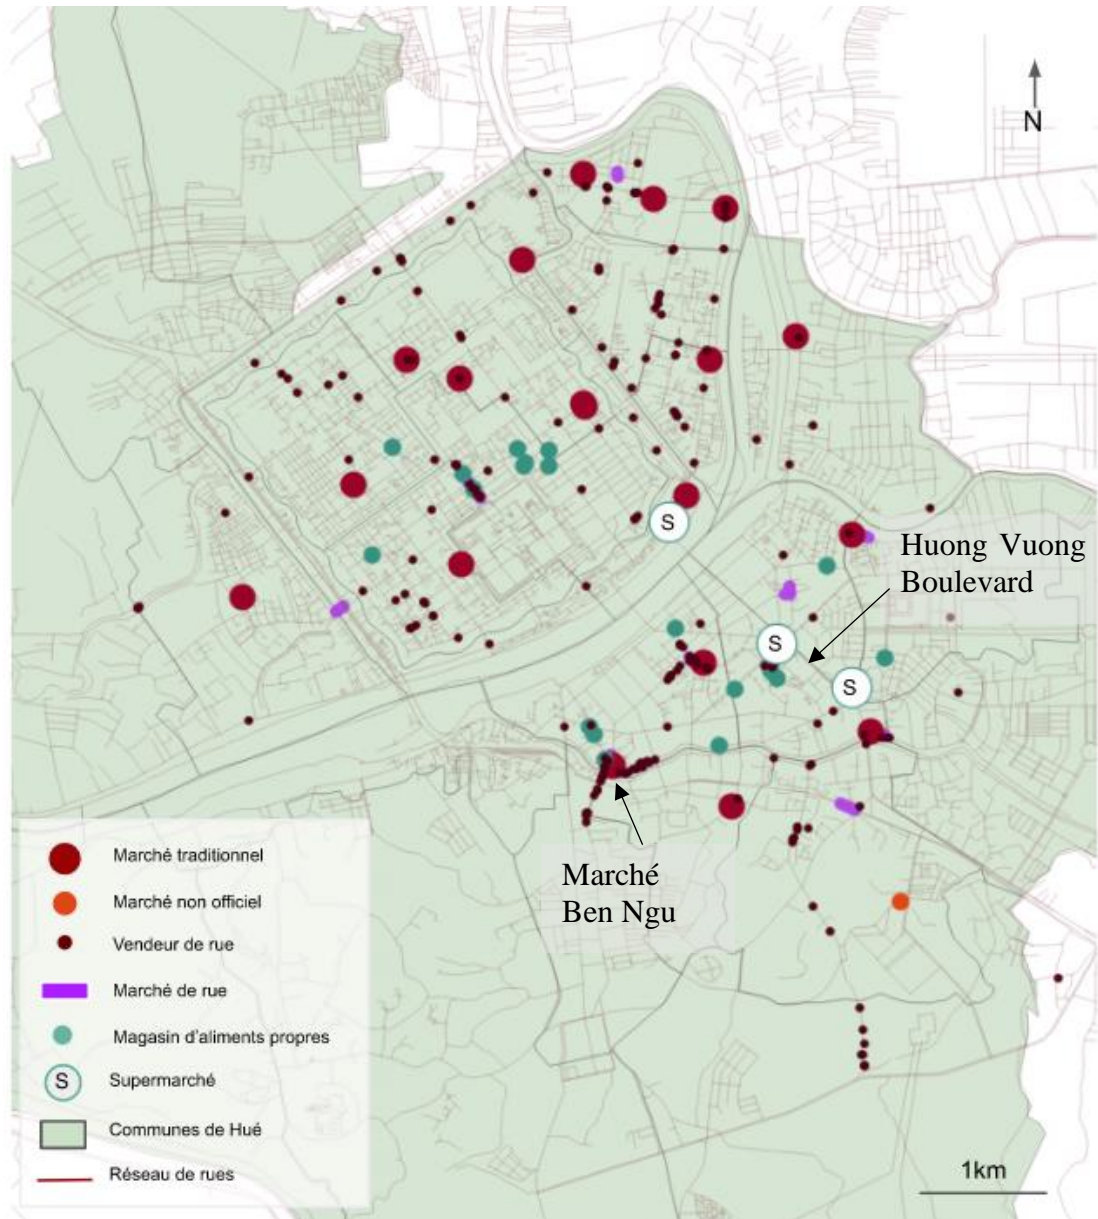 N
S
Huong Vuong
Boulevard
S
S
Marché
Ben Ngu
Marché traditionnel
Marché non officiel
Vendeur de rue
Marché de rue
Magasin d'aliments propres
S Supermarché
Communes de Hué
Réseau de rues
1km